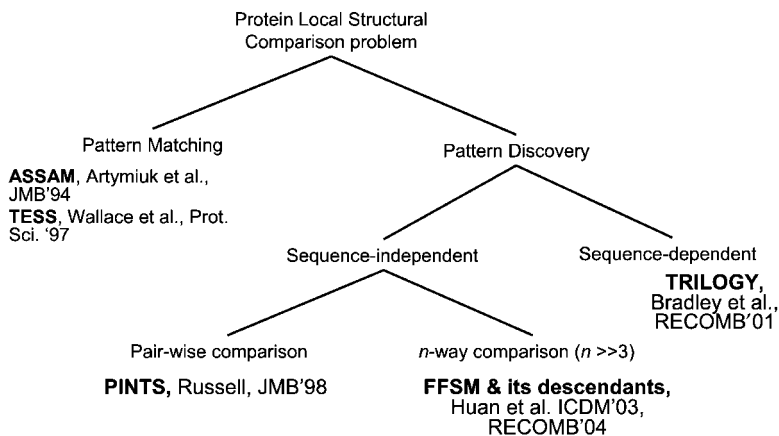 Protein Local Structural
Comparison problem
Pattern Matching
ASSAM, Artymiuk et al.,
JMB'94
TESS, Wallace et al., Prot.
Sci. ‘97
Pattern Discovery
Sequence-independent
Sequence-dependent
TRILOGY,
Bradley et al.,
RECOMB'01
Pair-wise comparison
PINTS, Russell, JMB'98
n-way comparison (n >>3)
FFSM & its descendants,
Huan et al. ICDM'03,
RECOMB'04